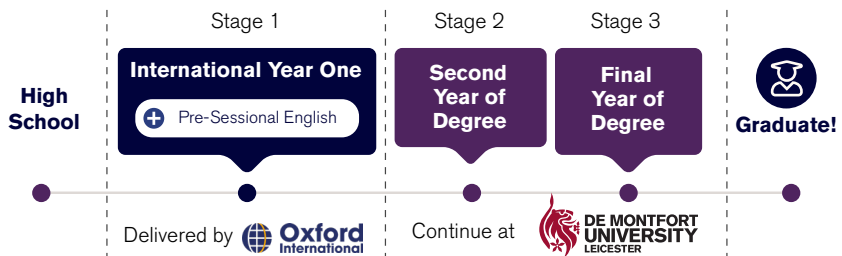 Stage 1
Stage 2
Stage 3
High
School
International Year One
Pre-Sessional English
Second
Year of
Degree
Final
Year of
Degree
Graduate!
Delivered by
Oxford
International
Continue at
DE MONTFORT
UNIVERSITY
LEICESTER